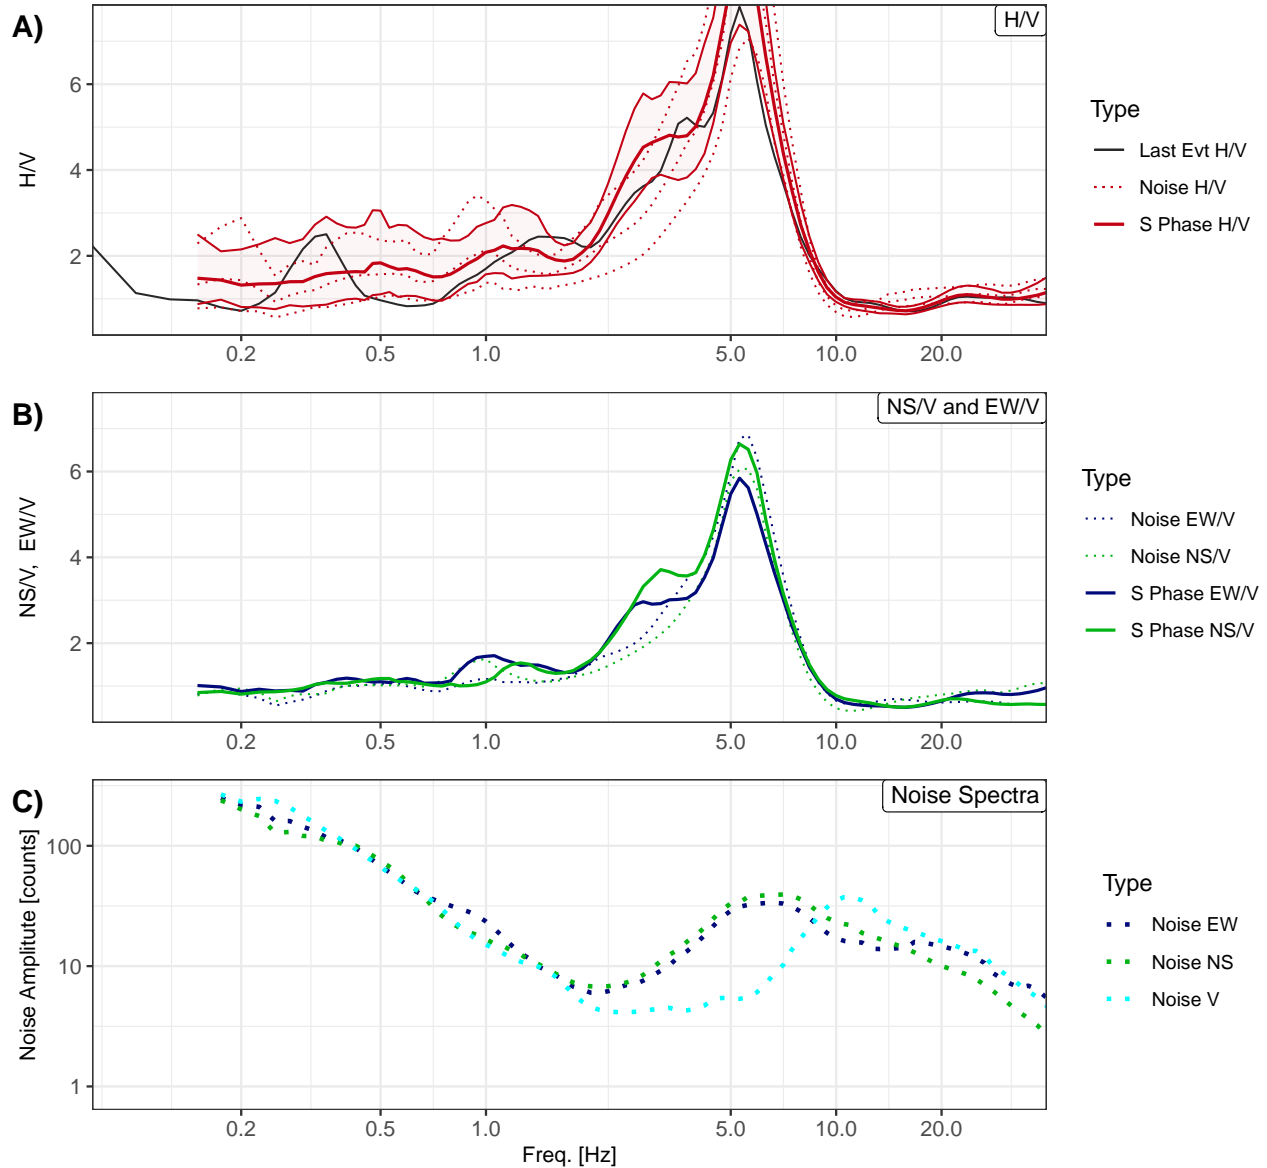 A)
H/V
6
4
2
H/V
0.2 0.5 1.0 5.0 10.0 20.0
Type
Last Evt H/V
Noise H/V
S Phase H/V
B)
NS/V and EW/V
6
4
2
NS/V, EW/V
0.2 0.5 1.0 5.0 10.0 20.0
Type
Noise EW/V
Noise NS/V
S Phase EW/V
S Phase NS/V
C)
Noise Spectra
100
10
1
Noise Amplitute [counts]
0.2 0.5 1.0 5.0 10.0 20.0
Freq. [Hz]
Type
Noise EW
Noise NS
Noise V